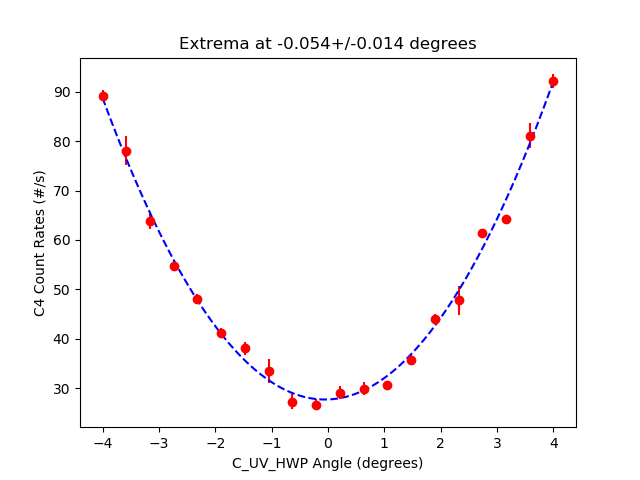 Extrema at -0.054+/-0.014 degrees
90
80
70
60
50
40
30
C4 Count Rates (#/s)
−4 −3 −2 −1 0 1 2 3 4
C_UV_HWP Angle (degrees)